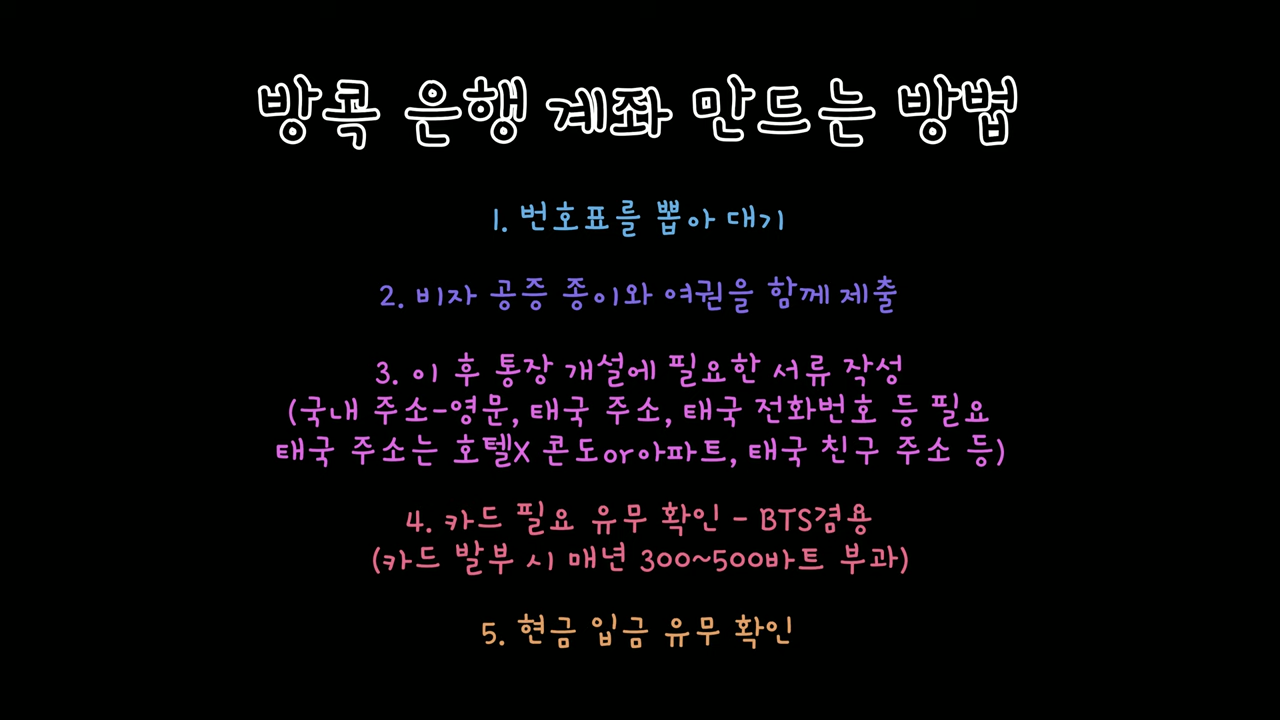 방콕 은행 계좌 만드는 방법
1. 번호표를 뽑아 대기
2. 비자 공증 종이와 여권을 함께 제출
3. 이 후 통장 개설에 필요한 서류 작성
(국내 주소-영문, 태국 주소, 태국 전화번호 등 필요
태국 주소는 호텔X 콘도or아파트, 태국 친구 주소 등)
4. 카드 필요 유무 확인 - BTS겸용
(카드 발부 시 매년 300~500바트 부과)
5. 현금 입금 유무 확인